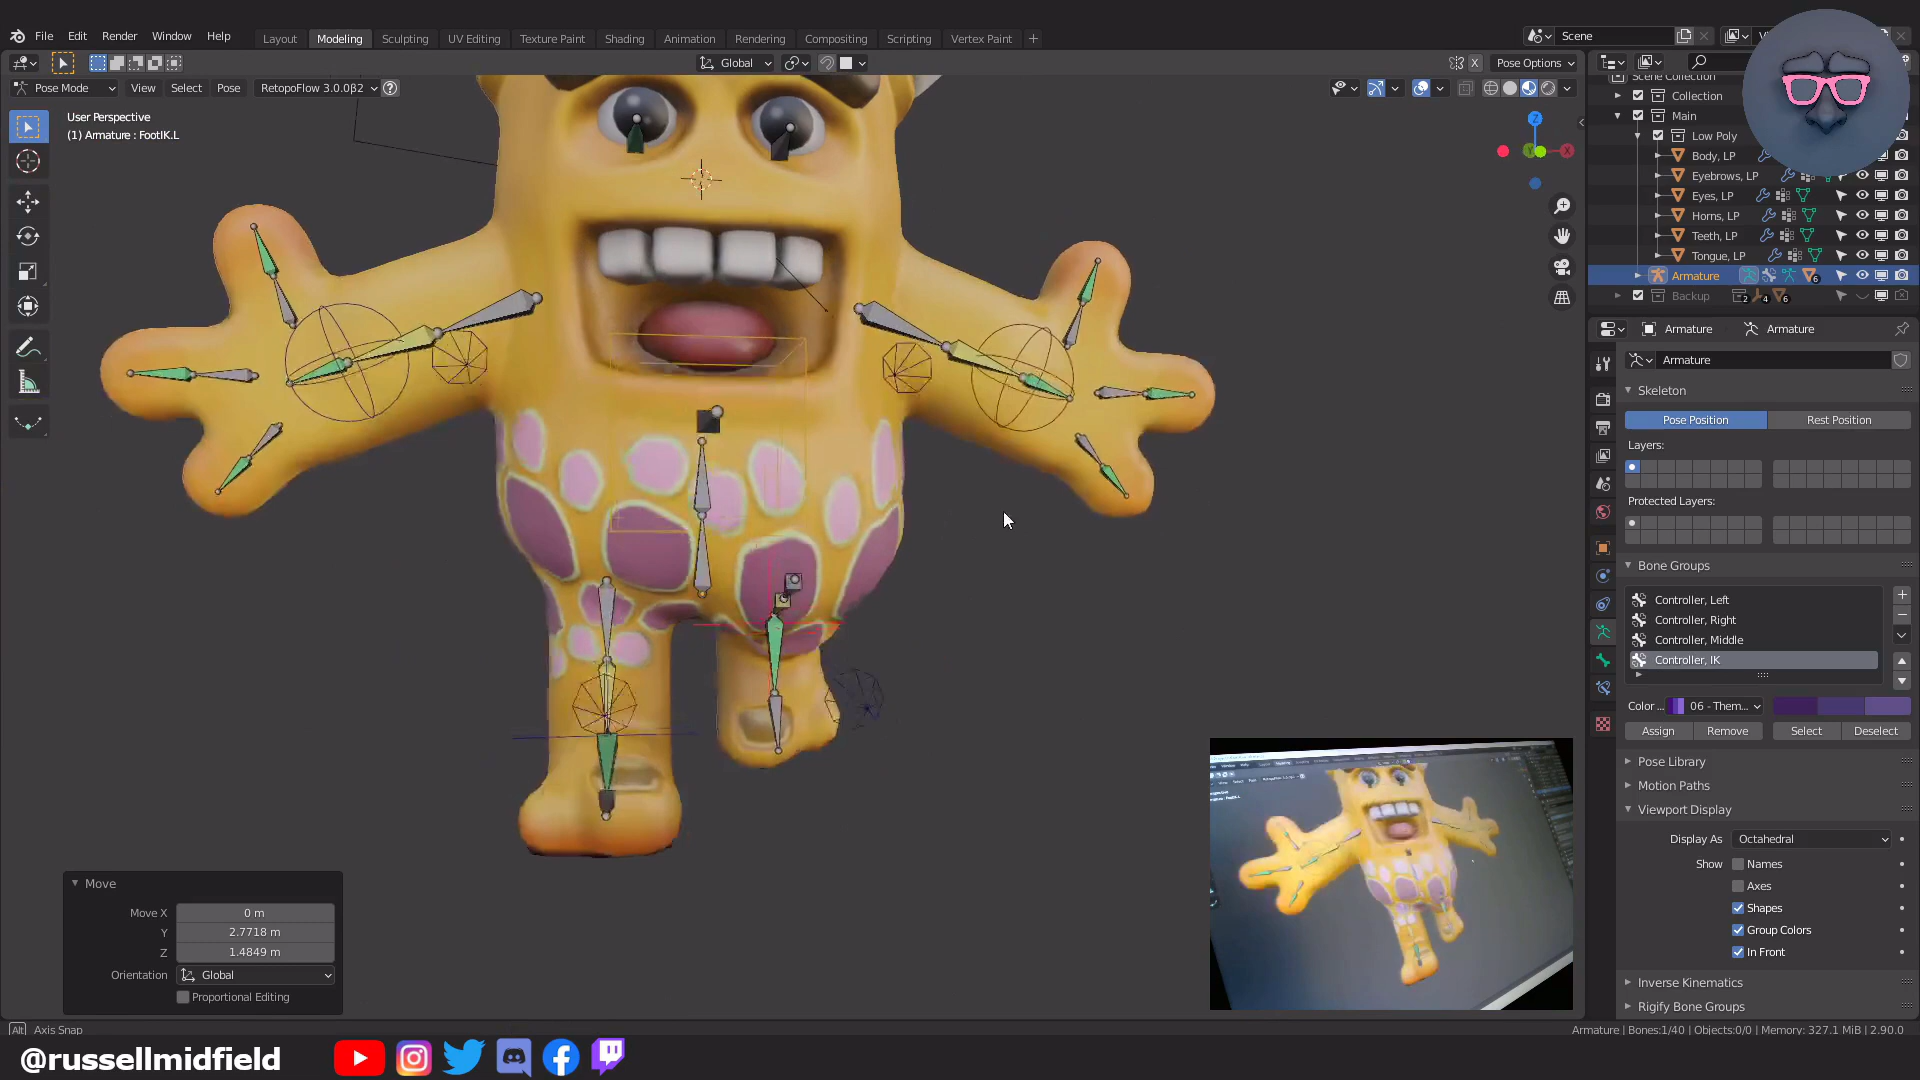 File Edit Render Window Help
Layout Modeling Sculpting UV Editing Texture Paint Shading Animation Rendering Compositing Scripting Vertex Paint +
Scene
Global
X
Pose Options
Pose Mode View Select Pose RetopoFlow 3.0.0β2 ?
User Perspective
(1) Armature : FootIK.L
Z
Scene Collection
Collection
Main
Low Poly
Body, LP
Eyebrows, LP
Eyes, LP
Horns, LP
Teeth, LP
Tongue, LP
Armature
6
Backup
2 4 6
Armature Armature
Armature
Skeleton
Pose Position Rest Position
Layers:
Protected Layers:
Bone Groups
Controller, Left
Controller, Right
Controller, Middle
Controller, IK
Color ... 06 - Them...
Assign Remove Select Deselect
Pose Library
Motion Paths
Viewport Display
Display As Octahedral
Show Names
Axes
Shapes
Group Colors
In Front
Inverse Kinematics
Rigify Bone Groups
Move
Move X 0 m
Y 2.7718 m
Z 1.4849 m
Orientation Global
Proportional Editing
Alt Axis Snap
Armature | Bones:1/40 | Objects:0/0 | Memory: 327.1 MiB | 2.90.0
@russellmidfield